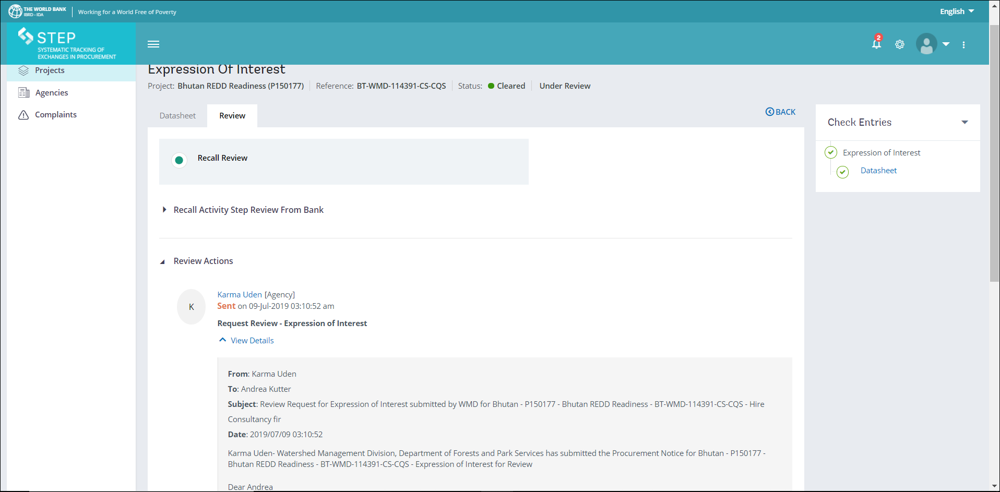 THE WORLD BANK
IBRD - IDA
Working for a World Free of Poverty
English
STEP
SYSTEMATIC TRACKING OF
EXCHANGES IN PROCUREMENT
2
Projects
Agencies
Complaints
Expression Of Interest
Project: Bhutan REDD Readiness (P150177) Reference: BT-WMD-114391-CS-CQS Status: Cleared Under Review
Datasheet Review
BACK
Recall Review
Recall Activity Step Review From Bank
Review Actions
K
Karma Uden [Agency]
Sent on 09-Jul-2019 03:10:52 am
Request Review - Expression of Interest
View Details
From: Karma Uden
To: Andrea Kutter
Subject: Review Request for Expression of Interest submitted by WMD for Bhutan - P150177 - Bhutan REDD Readiness - BT-WMD-114391-CS-CQS - Hire
Consultancy fir
Date: 2019/07/09 03:10:52
Karma Uden- Watershed Management Division, Department of Forests and Park Services has submitted the Procurement Notice for Bhutan - P150177 -
Bhutan REDD Readiness - BT-WMD-114391-CS-CQS - Expression of Interest for Review
Dear Andrea
Check Entries
Expression of Interest
Datasheet